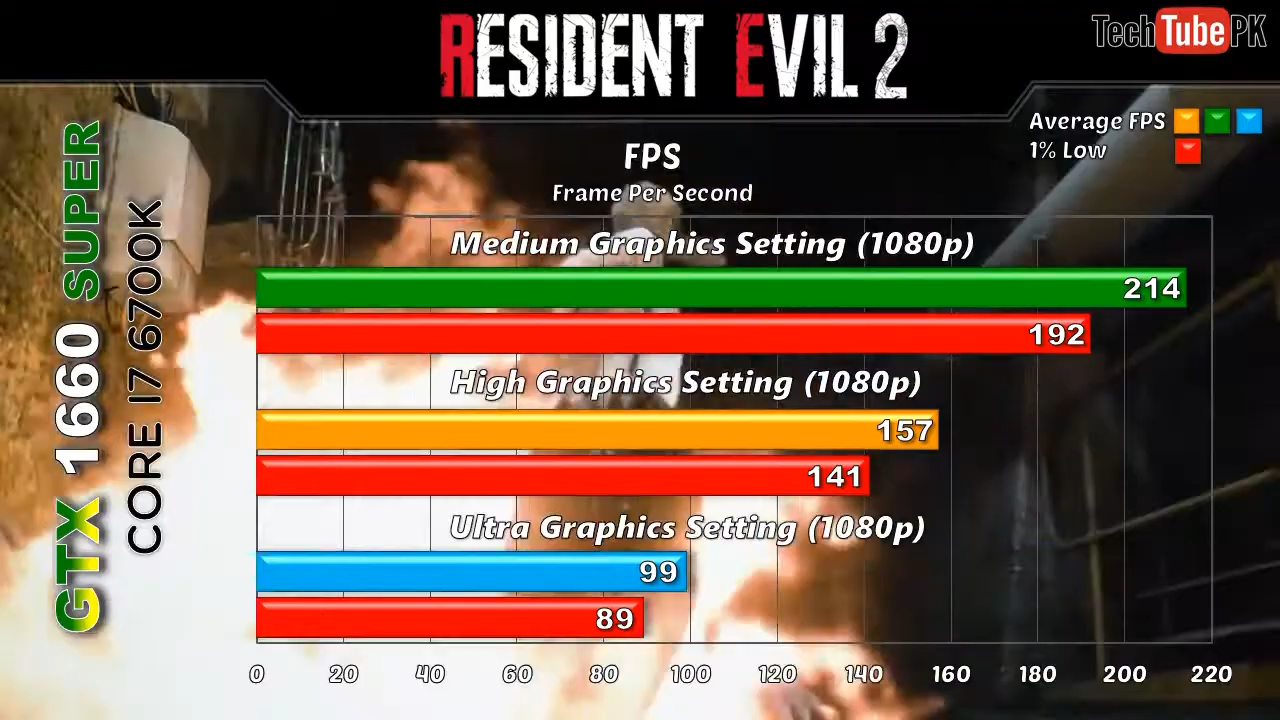 RESIDENT EVIL 2
TechTubePK
Average FPS
1% Low
FPS
Frame Per Second
GTX 1660 SUPER
CORE I7 6700K
Medium Graphics Setting (1080p)
214
192
High Graphics Setting (1080p)
157
141
Ultra Graphics Setting (1080p)
99
89
0 20 40 60 80 100 120 140 160 180 200 220